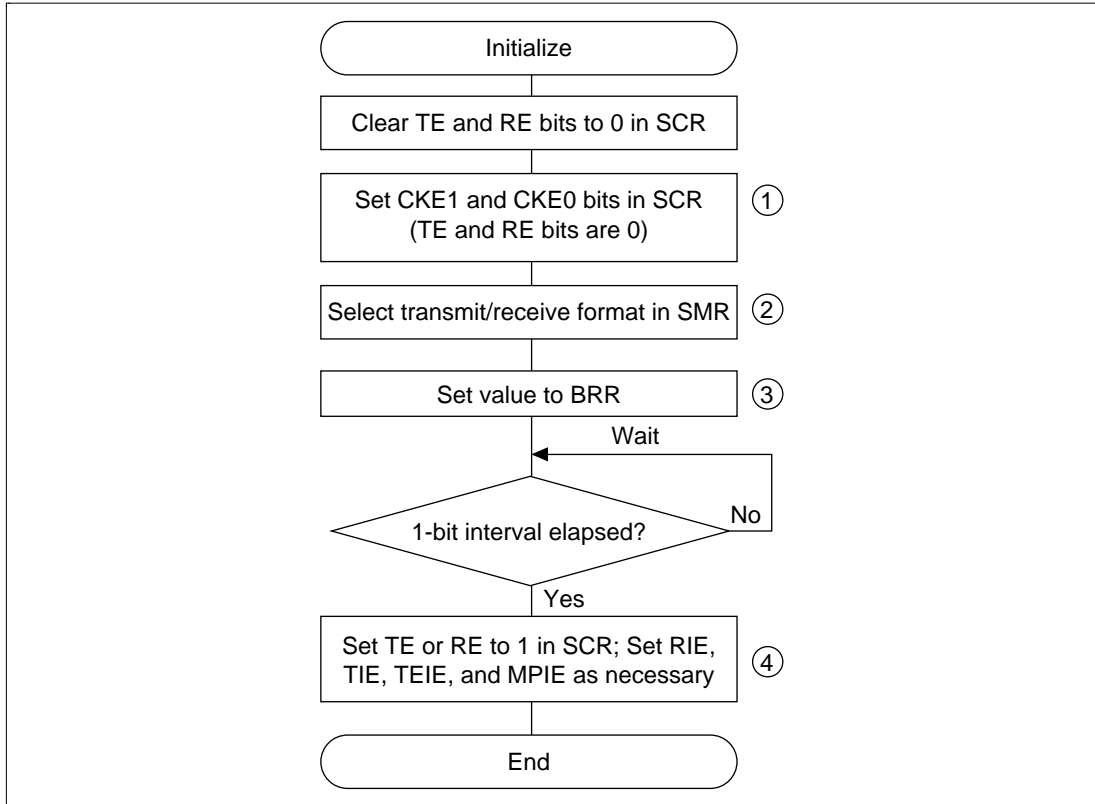 Initialize
Clear TE and RE bits to 0 in SCR
Set CKE1 and CKE0 bits in SCR
(TE and RE bits are 0)
1
Select transmit/receive format in SMR
2
Set value to BRR
3
Wait
1-bit interval elapsed?
No
Yes
Set TE or RE to 1 in SCR; Set RIE,
TIE, TEIE, and MPIE as necessary
4
End